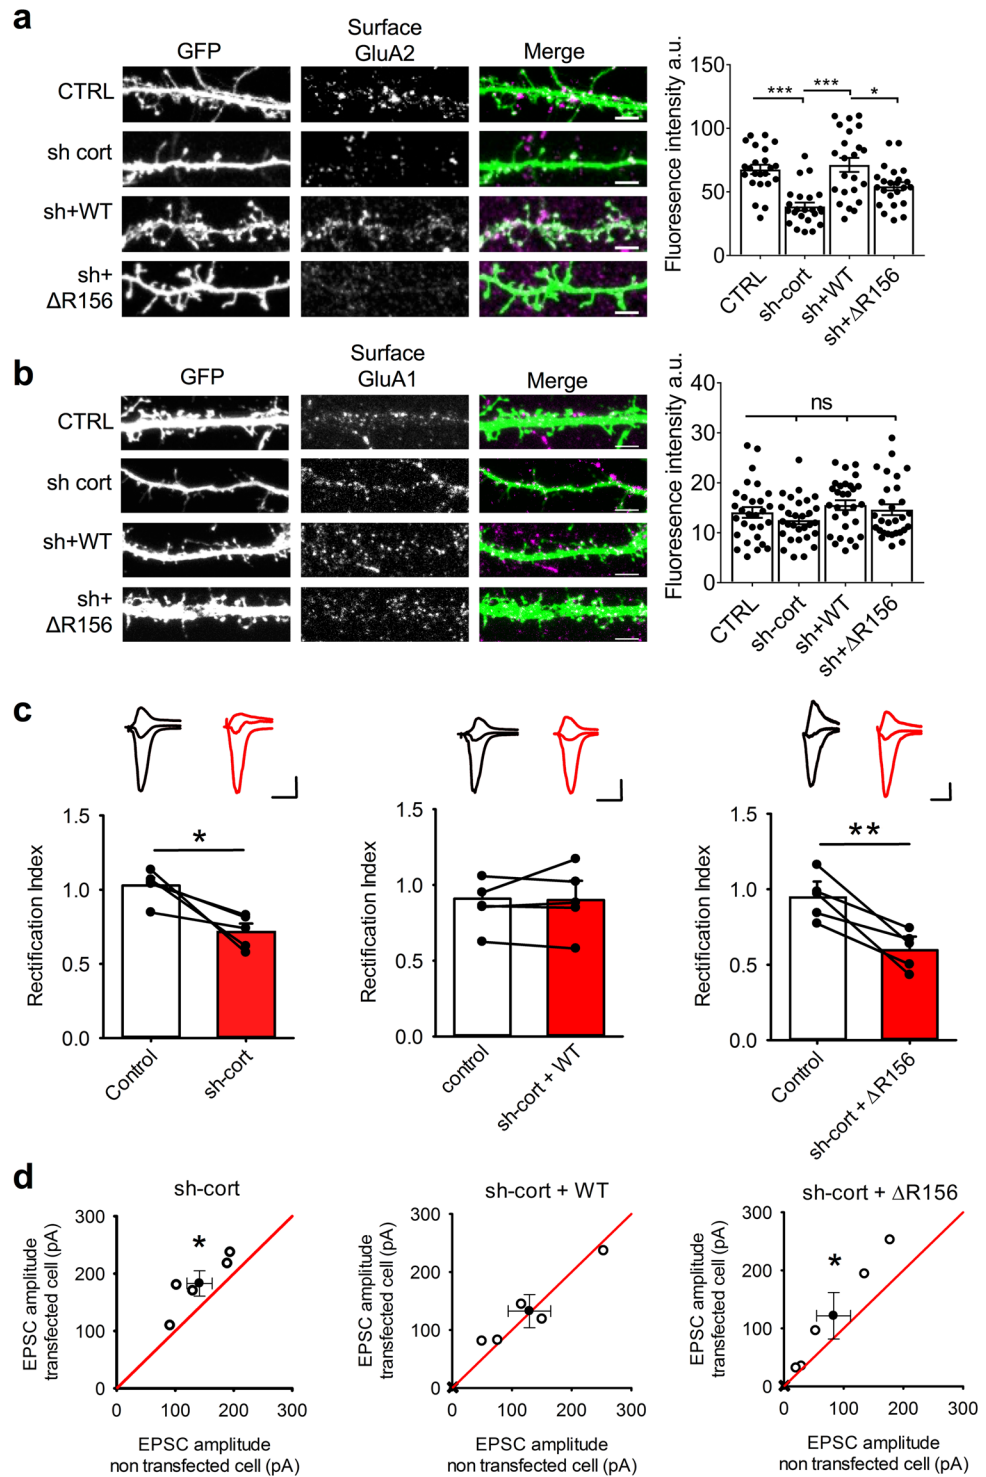 a
GFP
Surface
GluA2
Merge
CTRL
sh cort
sh+WT
sh+
ΔR156
Fluoresence intensity a.u.
150
100
50
0
***
***
*
CTRL
sh-cort
sh+WT
sh+ΔR156
b
GFP
Surface
GluA1
Merge
CTRL
sh cort
sh+WT
sh+
ΔR156
Fluoresence intensity a.u.
40
30
20
10
0
ns
CTRL
sh-cort
sh+WT
sh+ΔR156
c
Rectification Index
1.5
1.0
0.5
0.0
*
Control
sh-cort
Rectification Index
1.5
1.0
0.5
0.0
control
sh-cort + WT
Rectification Index
1.5
1.0
0.5
0.0
**
Control
sh-cort + ΔR156
d
sh-cort
EPSC amplitude
transfected cell (pA)
300
200
100
0
*
0 100 200 300
EPSC amplitude
non transfected cell (pA)
sh-cort + WT
EPSC amplitude
transfected cell (pA)
300
200
100
0
0 100 200 300
EPSC amplitude
non transfected cell (pA)
sh-cort + ΔR156
EPSC amplitude
transfected cell (pA)
300
200
100
0
*
0 100 200 300
EPSC amplitude
non transfected cell (pA)